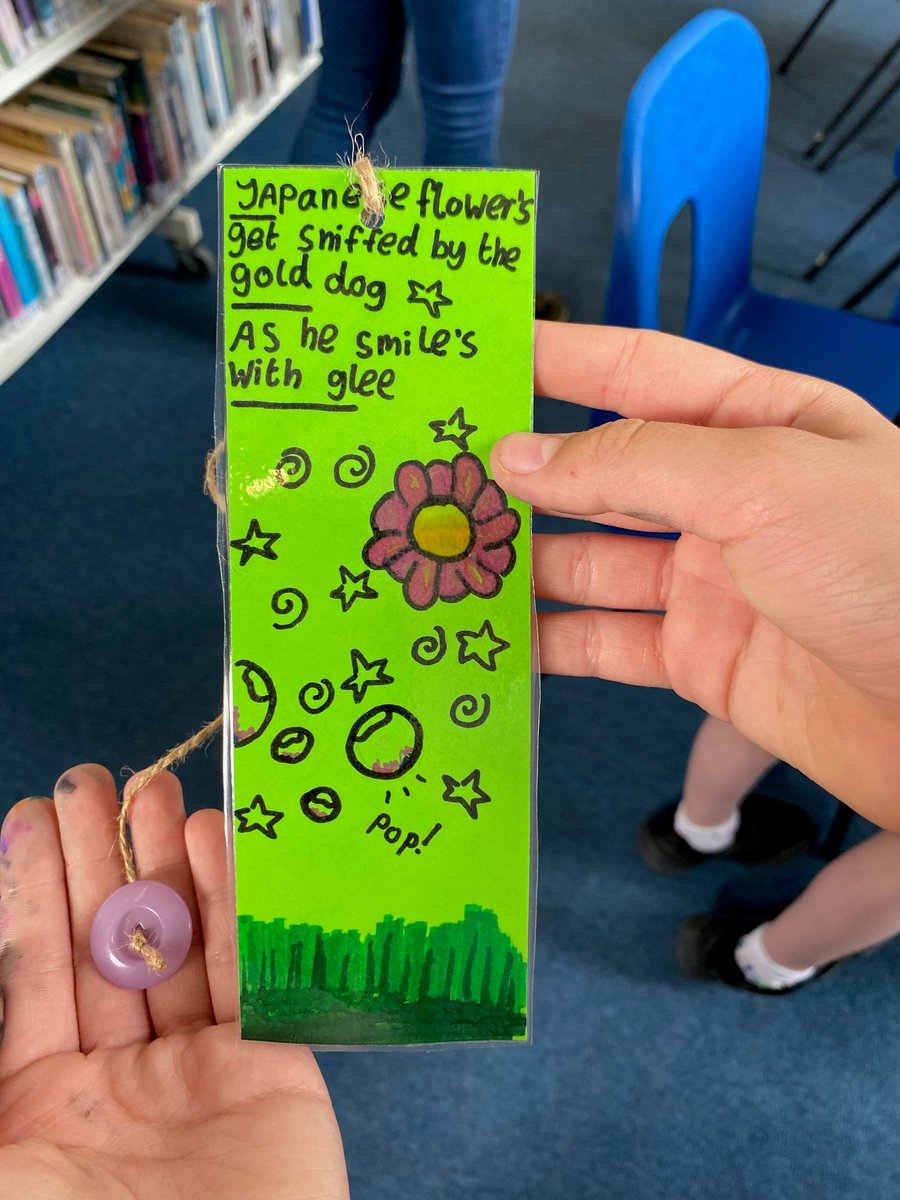 JAPanese flower's
get sniffed by the
gold dog
As he smile's
With glee
Pop!